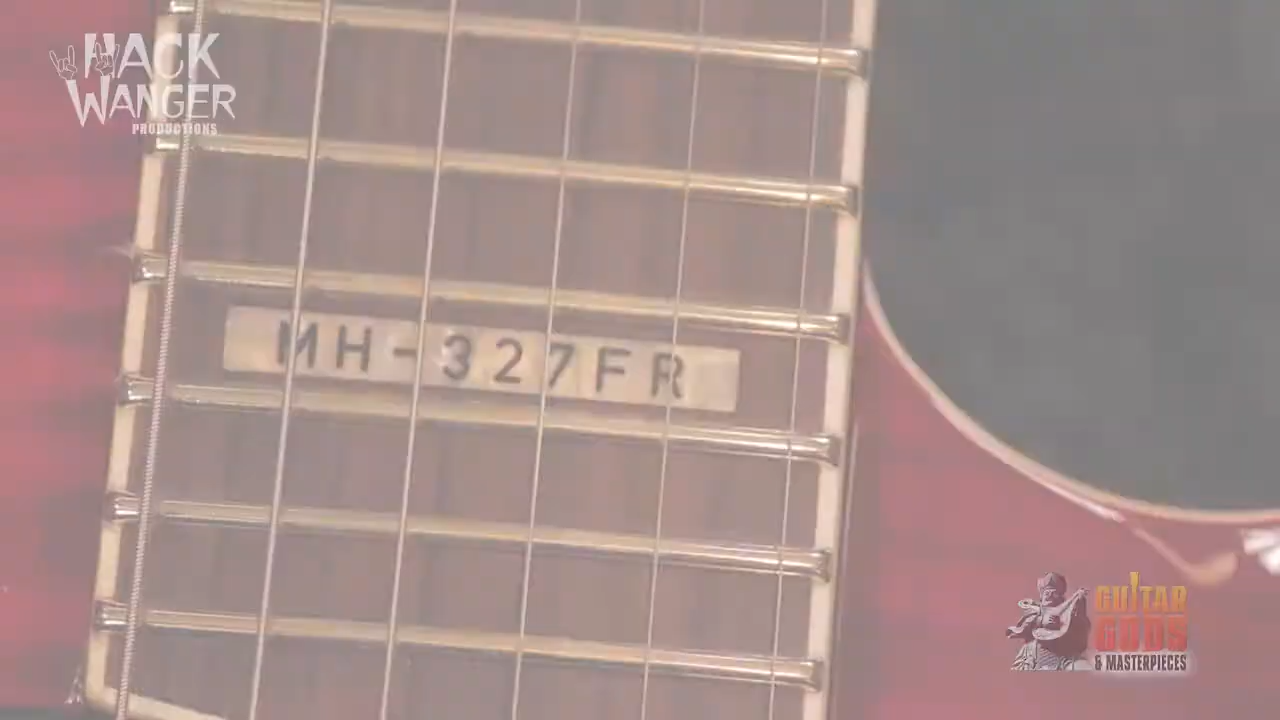 HACK
WANGER
PRODUCTIONS
MH-327FR
GUITAR
GODS
& MASTERPIECES